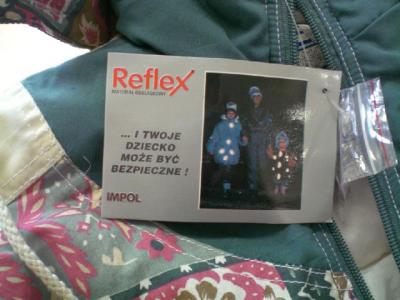 Reflex
MATERIAŁ ODBLASKOWY
... I TWOJE
DZIECKO
MOŻE BYĆ
BEZPIECZNE !
IMPOL